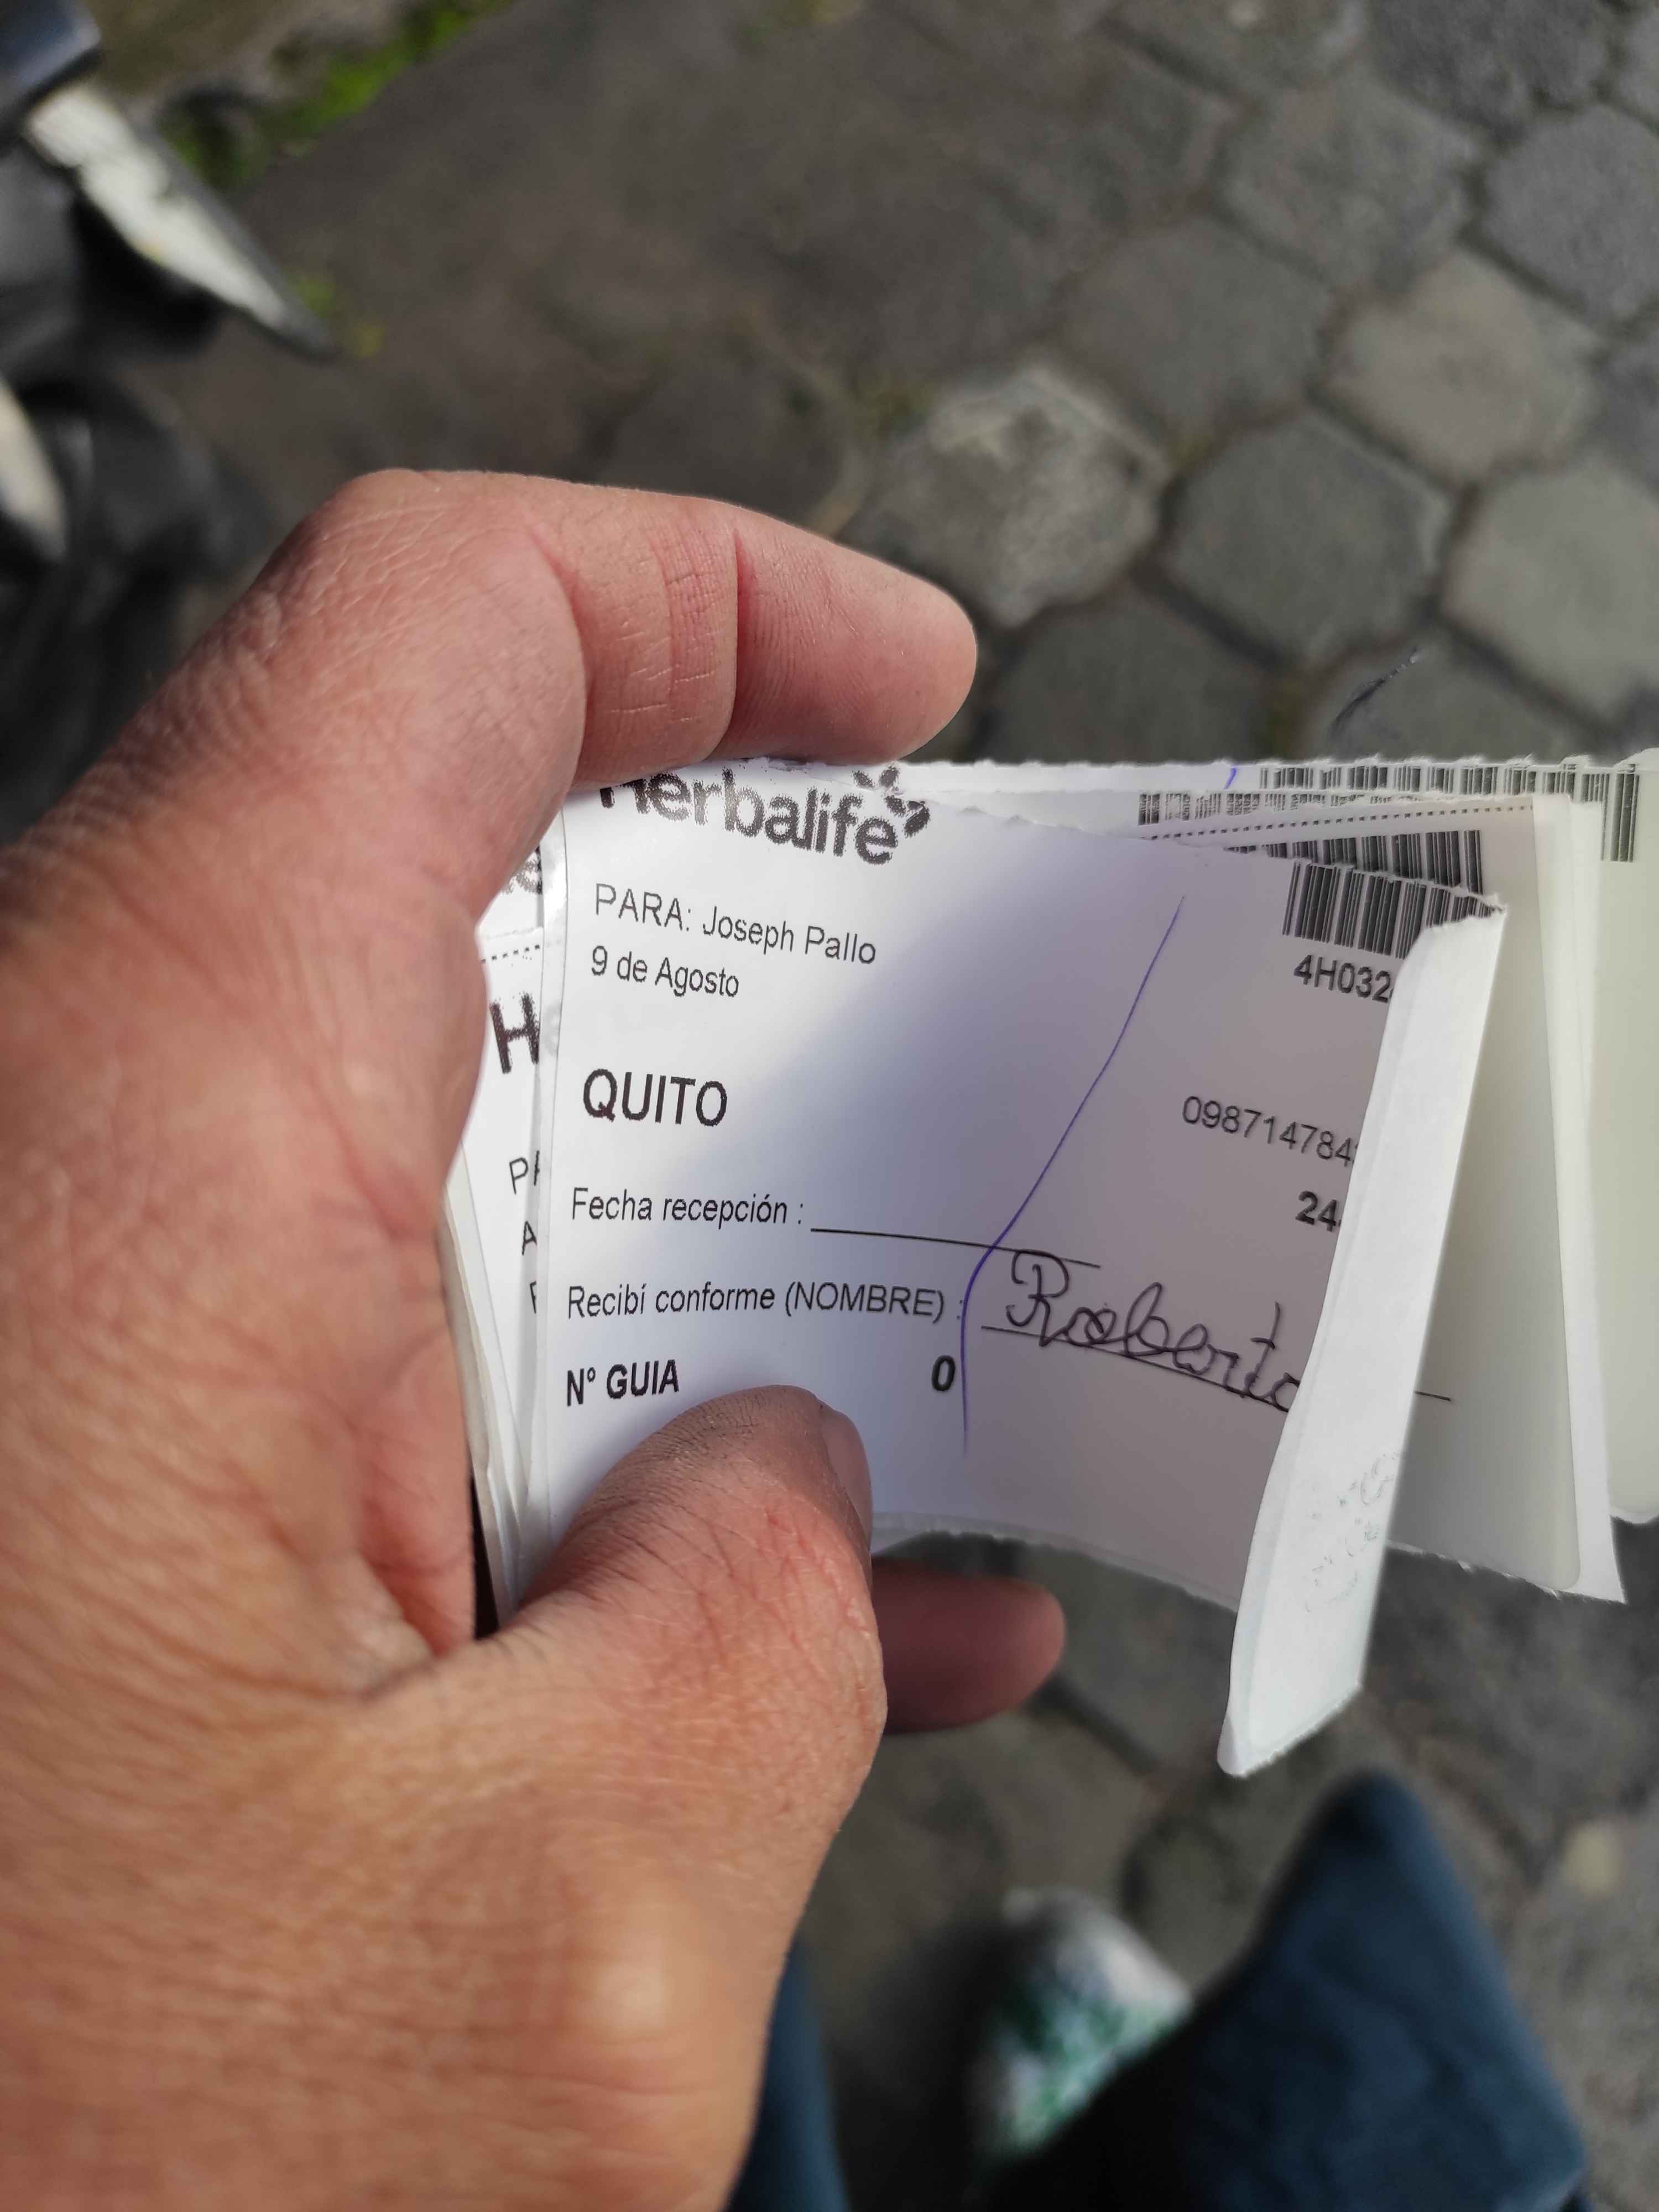 Herbalife
PARA: Joseph Pallo
9 de Agosto
4H032
QUITO
098714784
24
Fecha recepción :
Recibí conforme (NOMBRE) : Roberto
N° GUIA 0
H